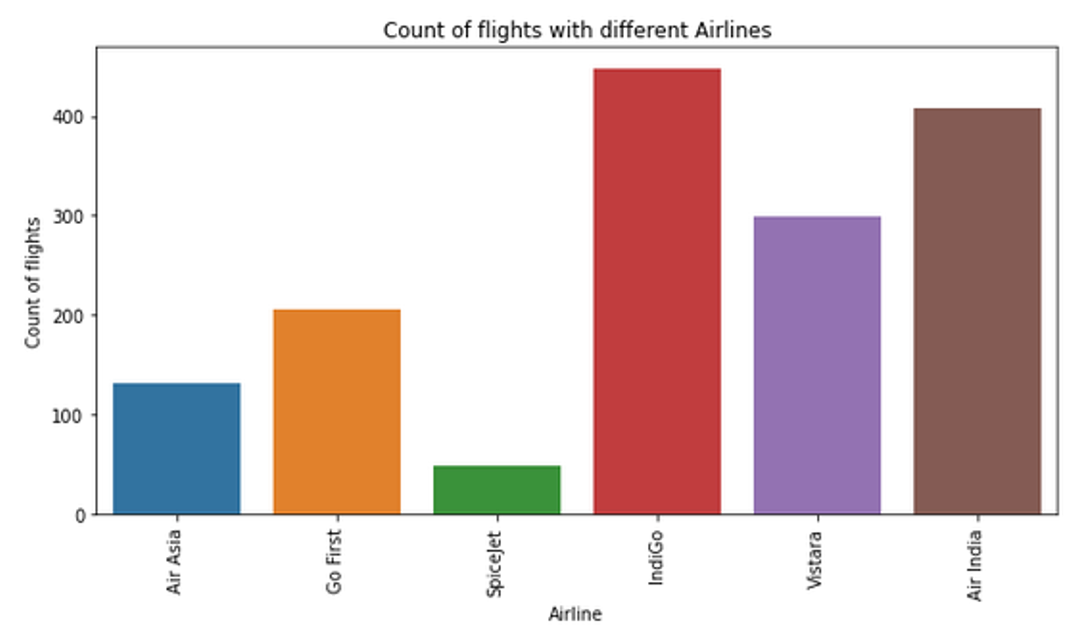 Count of flights with different Airlines
Count of flights
400
300
200
100
0
Air Asia
Go First
SpiceJet
IndiGo
Vistara
Air India
Airline